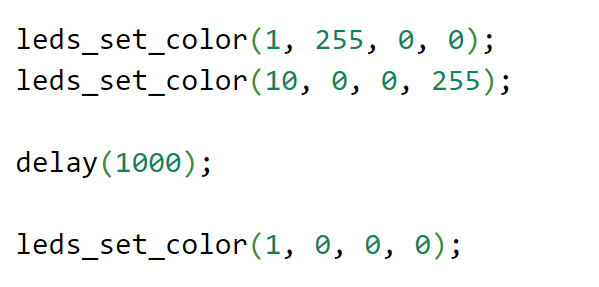 leds_set_color(1, 255, 0, 0);
leds_set_color(10, 0, 0, 255);
delay(1000);
leds_set_color(1, 0, 0, 0);